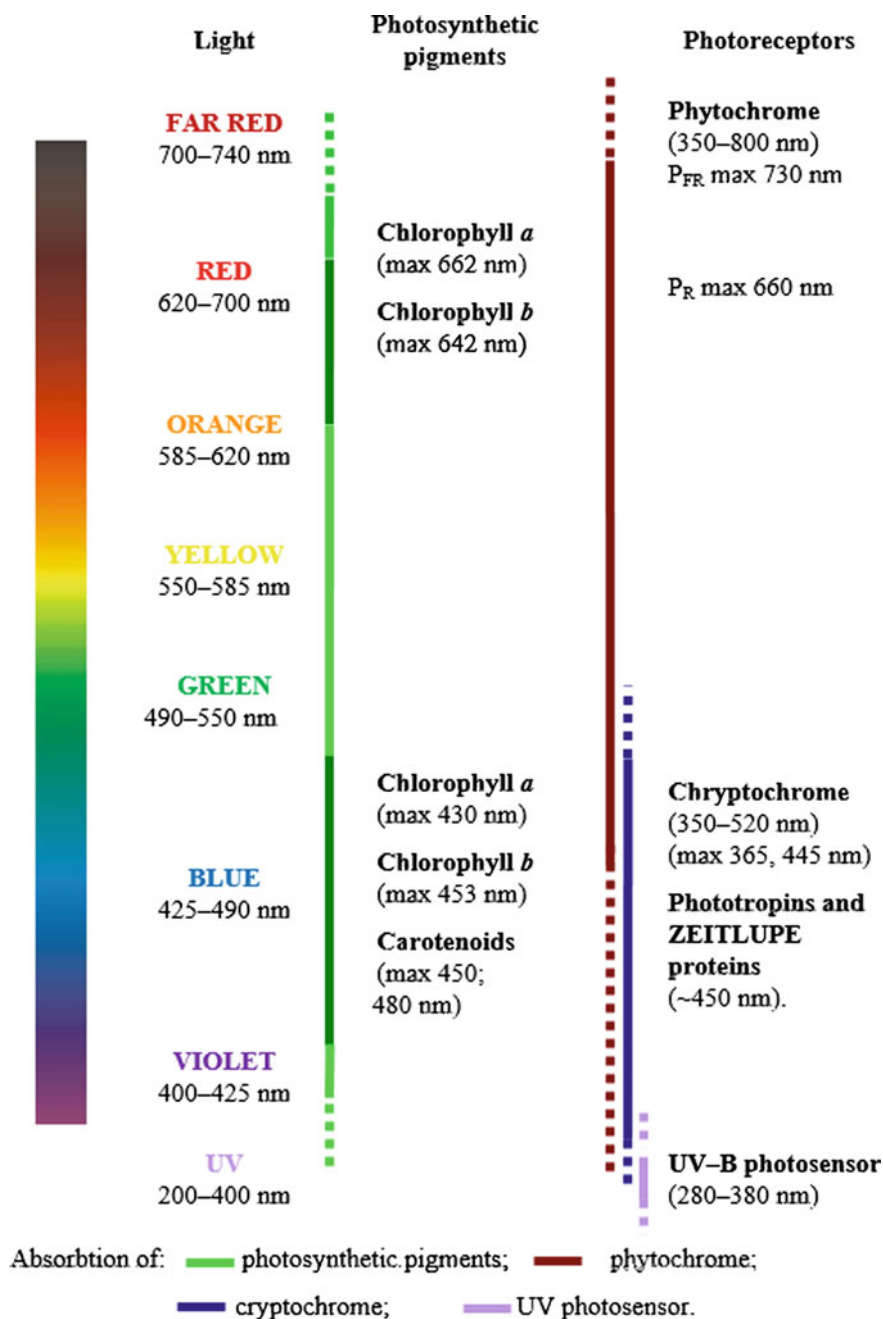 Light
Photosynthetic
pigments
Photoreceptors
FAR RED
700–740 nm
RED
620–700 nm
ORANGE
585–620 nm
YELLOW
550–585 nm
GREEN
490–550 nm
BLUE
425–490 nm
VIOLET
400–425 nm
UV
200–400 nm
Chlorophyll a
(max 662 nm)
Chlorophyll b
(max 642 nm)
Chlorophyll a
(max 430 nm)
Chlorophyll b
(max 453 nm)
Carotenoids
(max 450;
480 nm)
Phytochrome
(350–800 nm)
PFR max 730 nm
PR max 660 nm
Chryptochrome
(350–520 nm)
(max 365, 445 nm)
Phototropins and
ZEITLUPE
proteins
(~450 nm).
UV–B photosensor
(280–380 nm)
Absorbtion of: photosynthetic.pigments; phytochrome;
cryptochrome; UV photosensor.